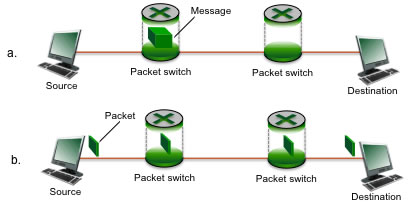 Message
a.
Source
Packet switch
Packet switch
Destination
Packet
b.
Source
Packet switch
Packet switch
Destination